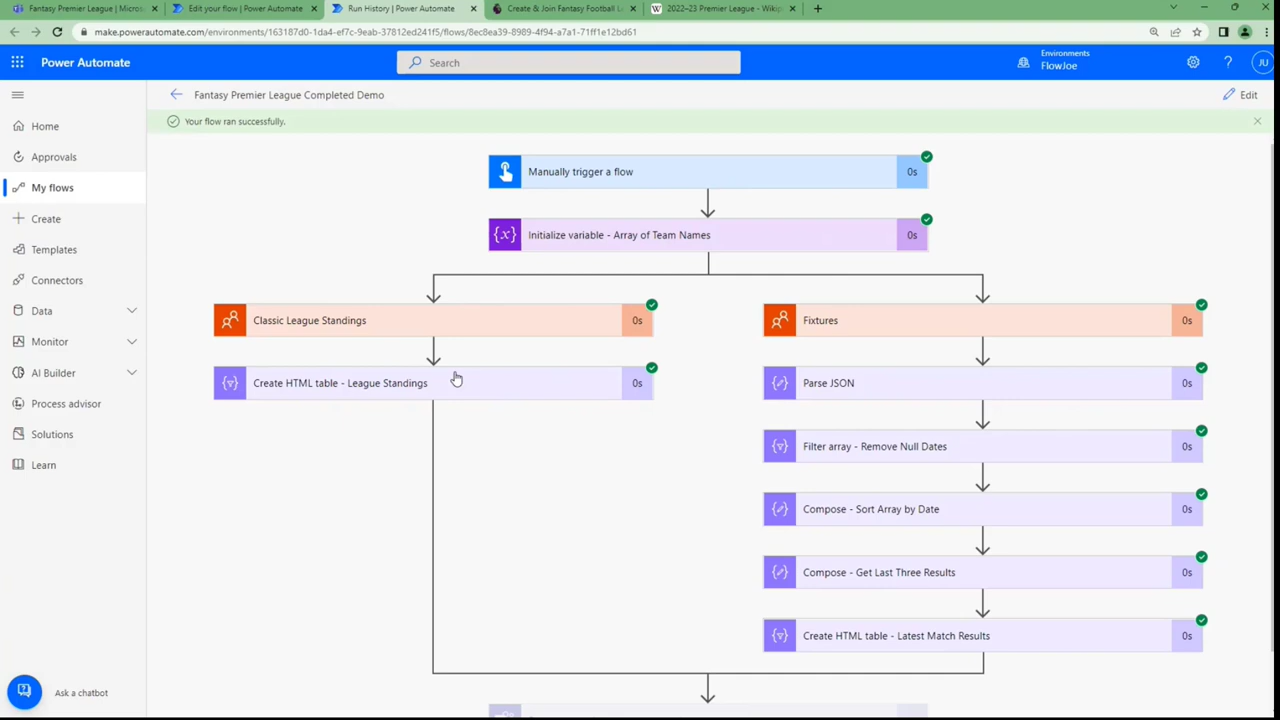 Fantasy Premier League | Micros
Edit your flow | Power Automate
Run History | Power Automate
Create & Join Fantasy Football L
2022–23 Premier League - Wikip
make.powerautomate.com/environments/163187d0-1da4-ef7c-9eab-37812ed241f5/flows/8ec8ea39-8989-4f94-a7a1-71ff1e12bd61
Power Automate
Search
Environments
FlowJoe
JU
Fantasy Premier League Completed Demo
Edit
Your flow ran successfully.
Home
Approvals
My flows
Create
Templates
Connectors
Data
Monitor
AI Builder
Process advisor
Solutions
Learn
Ask a chatbot
Manually trigger a flow
0s
Initialize variable - Array of Team Names
0s
Classic League Standings
0s
Create HTML table - League Standings
0s
Fixtures
0s
Parse JSON
0s
Filter array - Remove Null Dates
0s
Compose - Sort Array by Date
0s
Compose - Get Last Three Results
0s
Create HTML table - Latest Match Results
0s